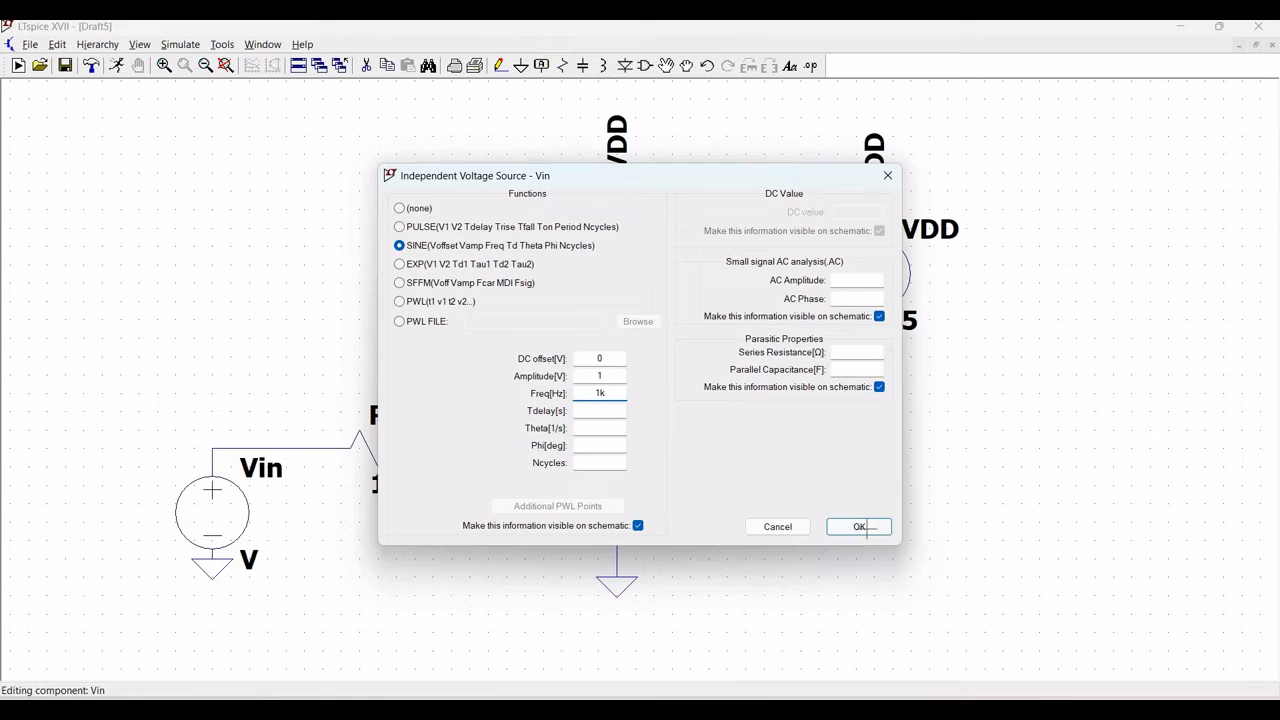 LTspice XVII - [Draft5]
File Edit Hierarchy View Simulate Tools Window Help
Aa .op
VDD
DD
Independent Voltage Source - Vin
Functions
DC Value
(none)
DC value:
PULSE(V1 V2 Tdelay Trise Tfall Ton Period Ncycles)
Make this information visible on schematic:
VDD
SINE(Voffset Vamp Freq Td Theta Phi Ncycles)
EXP(V1 V2 Td1 Tau1 Td2 Tau2)
Small signal AC analysis(.AC)
SFFM(Voff Vamp Fcar MDI Fsig)
AC Amplitude:
PWL(t1 v1 t2 v2...)
AC Phase:
PWL FILE: Browse
Make this information visible on schematic:
5
Parasitic Properties
DC offset[V]: 0
Series Resistance[Ω]:
Amplitude[V]: 1
Parallel Capacitance[F]:
Freq[Hz]: 1k
Make this information visible on schematic:
Tdelay[s]:
Theta[1/s]:
Phi[deg]:
Ncycles:
Vin
1
Additional PWL Points
Make this information visible on schematic:
Cancel OK
V
Editing component: Vin